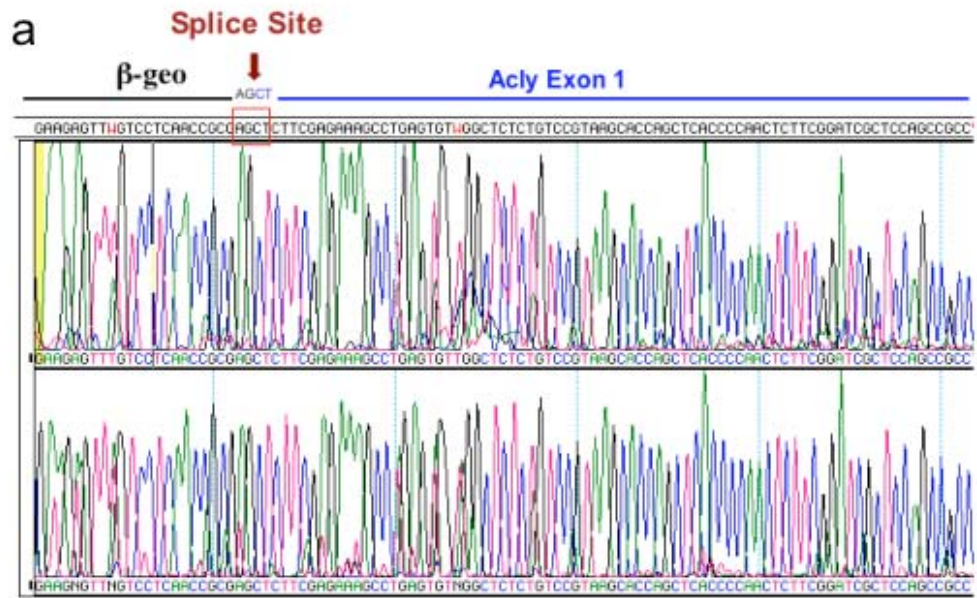 a
Splice Site
β-geo
AGCT
Acly Exon 1
GAAGAGTTWGTCCTCAACCGCGAGCTCTTCGAGAAAGCCTGAGTGTWGGCTCTCTGTCCGTAAGCACCAGCTCACCCCAACTCTTCGGATCGCTCCAGCCGCC
GAAGAGTTTGTCCTCAACCGCGAGCTCTTCGAGAAAGCCTGAGTGTTGGCTCTCTGTCCGTAAGCACCAGCTCACCCCAACTCTTCGGATCGCTCCAGCCGCC
GAAGNGTTNGTCCTCAACCGCGAGCTCTTCGAGAAAGCCTGAGTGTNGGCTCTCTGTCCGTAAGCACCAGCTCACCCCAACTCTTCGGATCGCTCCAGCCGCC